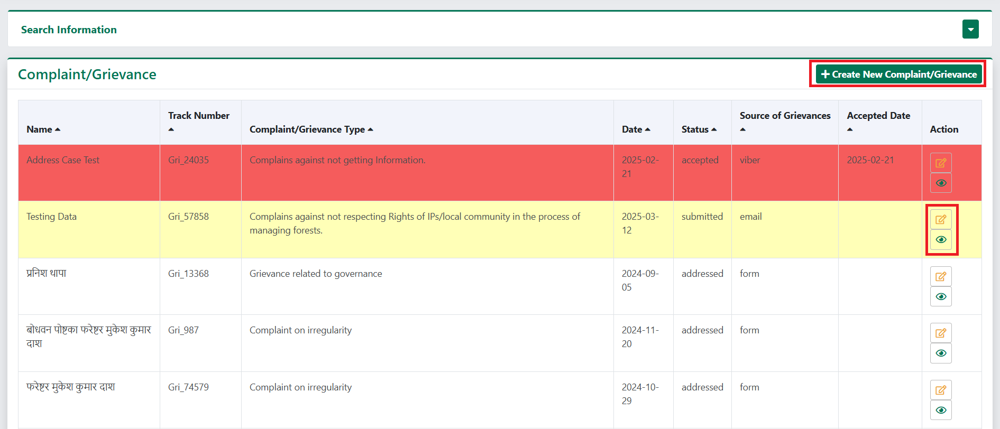 Search Information
Complaint/Grievance
Create New Complaint/Grievance
Name
Track Number
Complaint/Grievance Type
Date
Status
Source of Grievances
Accepted Date
Action
Address Case Test
Gri_24035
Complains against not getting Information.
2025-02-
21
accepted
viber
2025-02-21
Testing Data
Gri_57858
Complains against not respecting Rights of IPs/local community in the process of
managing forests.
2025-03-
12
submitted
email
प्रनिश थापा
Gri_13368
Grievance related to governance
2024-09-
05
addressed
form
बोधवन पोष्टका फरेष्टर मुकेश कुमार
दाश
Gri_987
Complaint on irregularity
2024-11-
20
addressed
form
फरेष्टर मुकेश कुमार दाश
Gri_74579
Complaint on irregularity
2024-10-
29
addressed
form